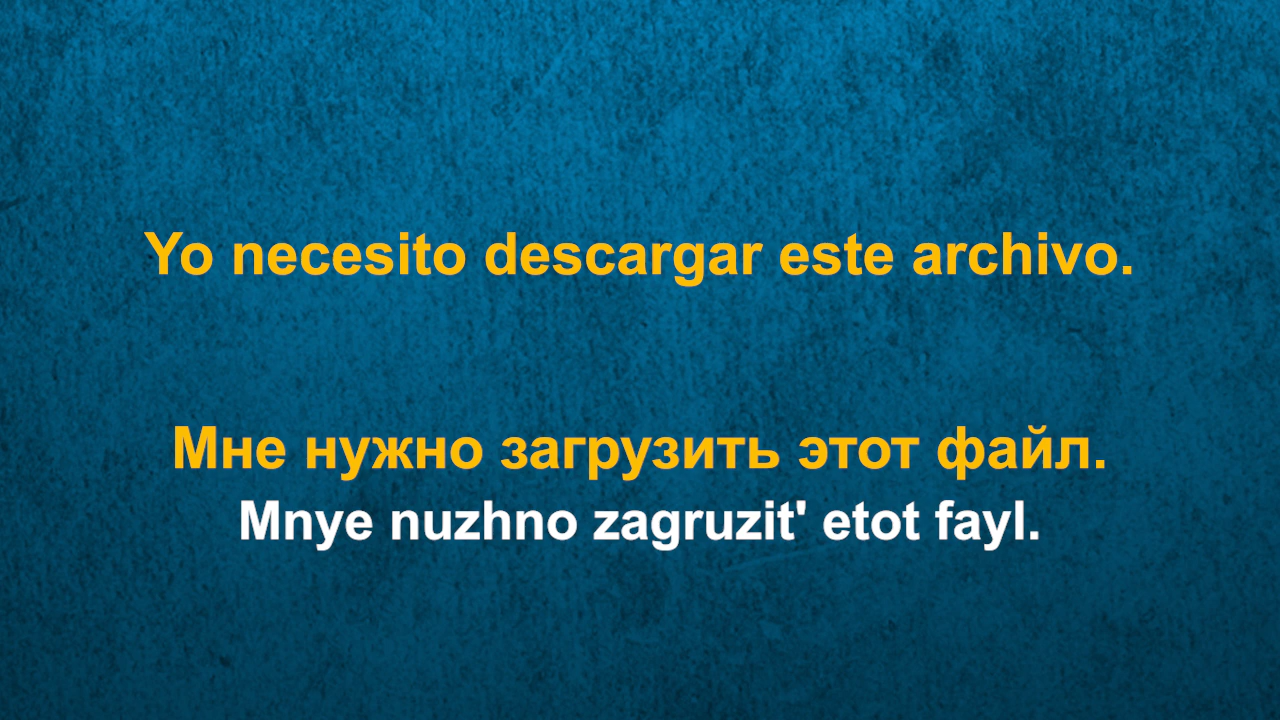 Yo necesito descargar este archivo.
Мне нужно загрузить этот файл.
Mnye nuzhno zagruzit' etot fayl.